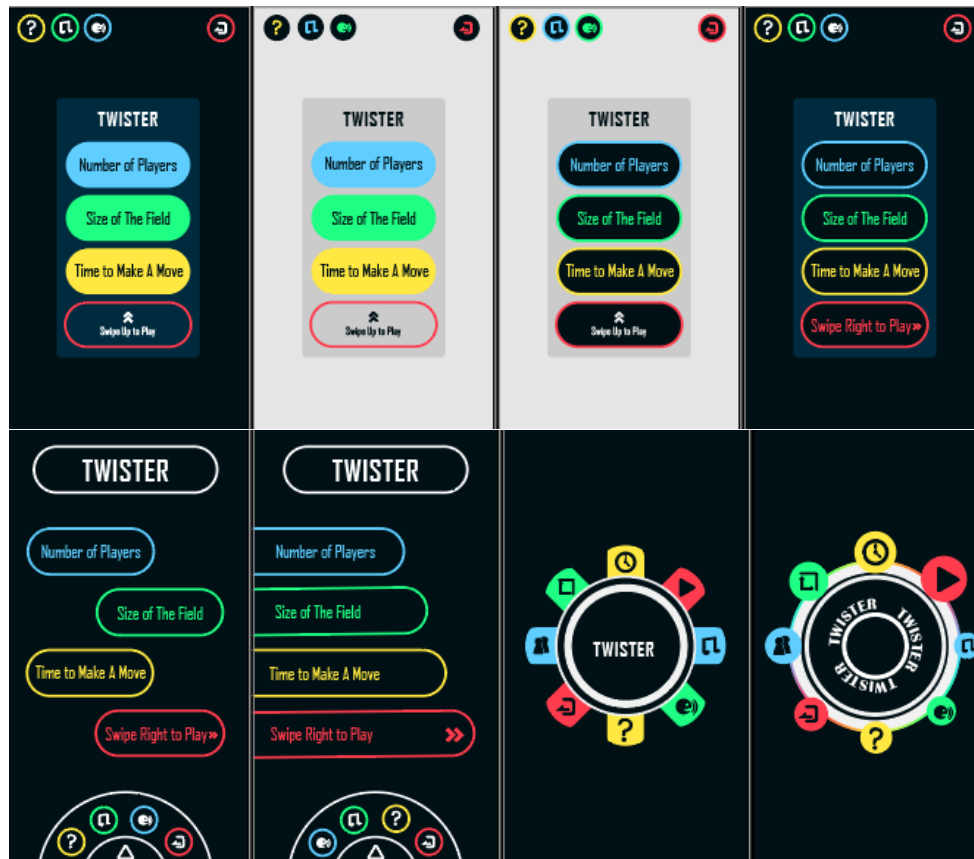 TWISTER
Number of Players
Size of The Field
Time to Make A Move
Swipe Up to Play
TWISTER
Number of Players
Size of The Field
Time to Make A Move
Swipe Up to Play
TWISTER
Number of Players
Size of The Field
Time to Make A Move
Swipe Up to Play
TWISTER
Number of Players
Size of The Field
Time to Make A Move
Swipe Right to Play»
TWISTER
Number of Players
Size of The Field
Time to Make A Move
Swipe Right to Play»
TWISTER
Number of Players
Size of The Field
Time to Make A Move
Swipe Right to Play »
TWISTER
TWISTER TWISTER TWISTER